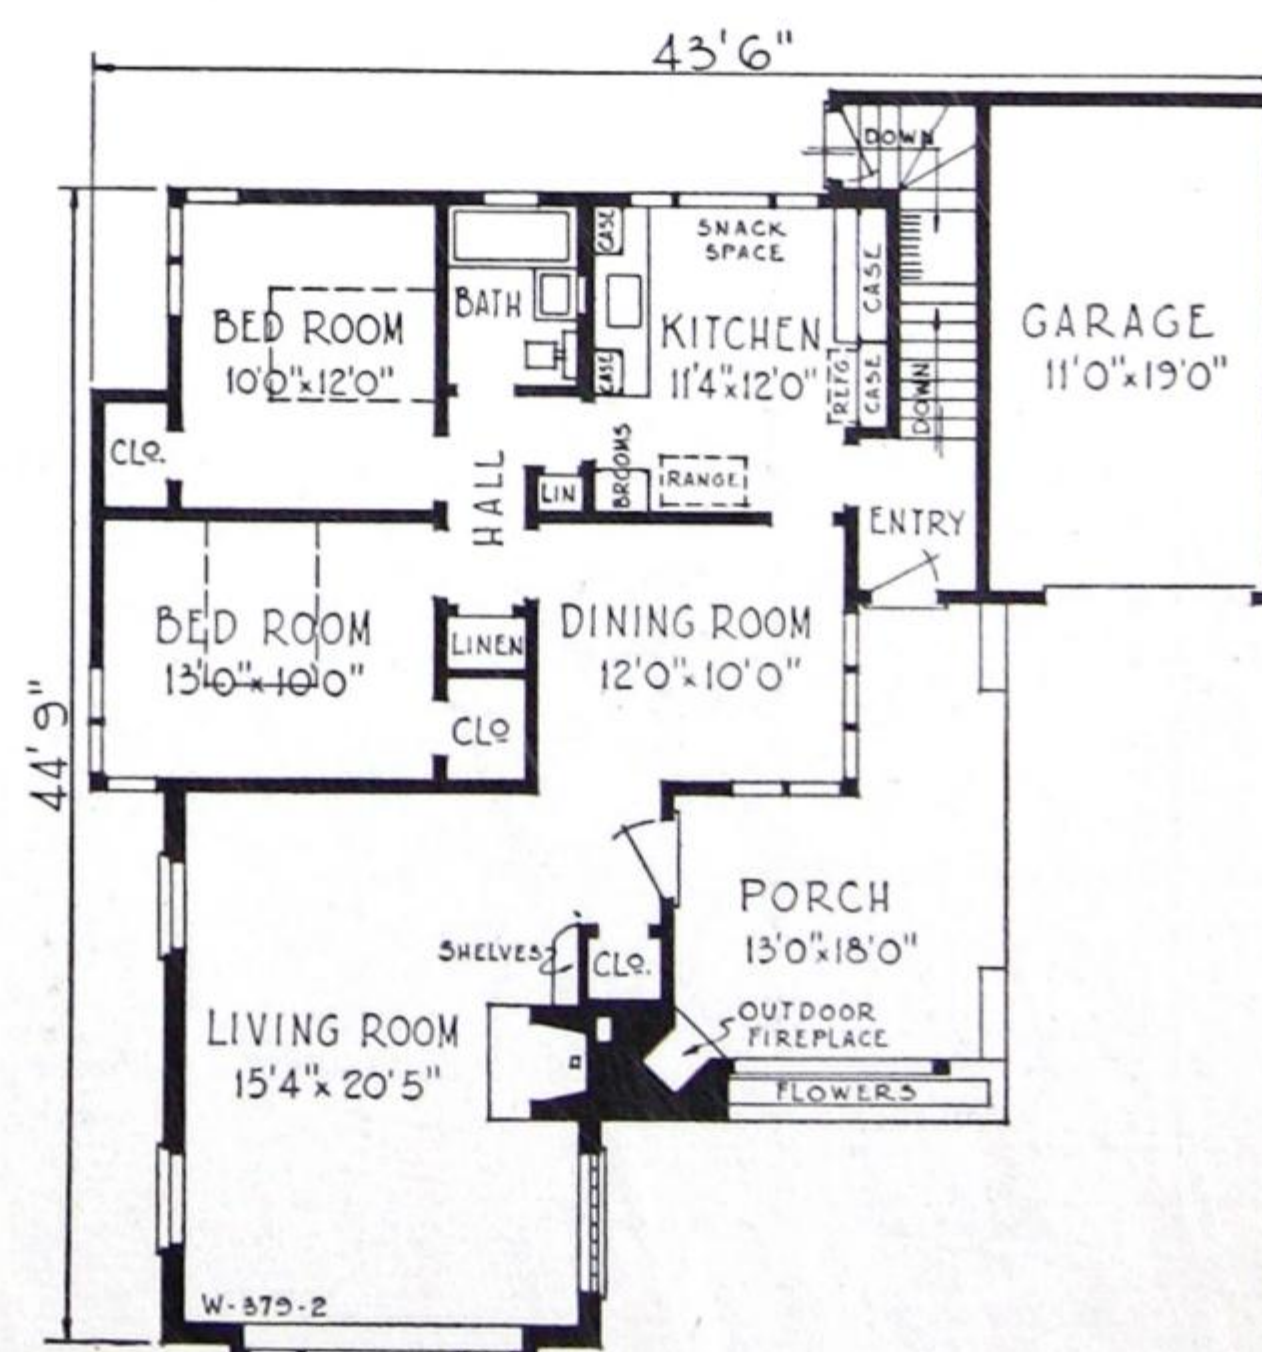 43'6"
DOWN
SNACK
SPACE
CASE
CASE
BATH
BED ROOM
10'0"x12'0"
KITCHEN
11'4"x12'0"
GARAGE
11'0"x19'0"
CASE
REFG
CASE
DOWN
CLO.
HALL
LIN
BROOMS
RANGE
ENTRY
BED ROOM
13'0"x10'0"
LINEN
DINING ROOM
12'0"x10'0"
CLO
44'9"
PORCH
13'0"x18'0"
SHELVES
CLO.
OUTDOOR
FIREPLACE
LIVING ROOM
15'4"x20'5"
FLOWERS
W-379-2